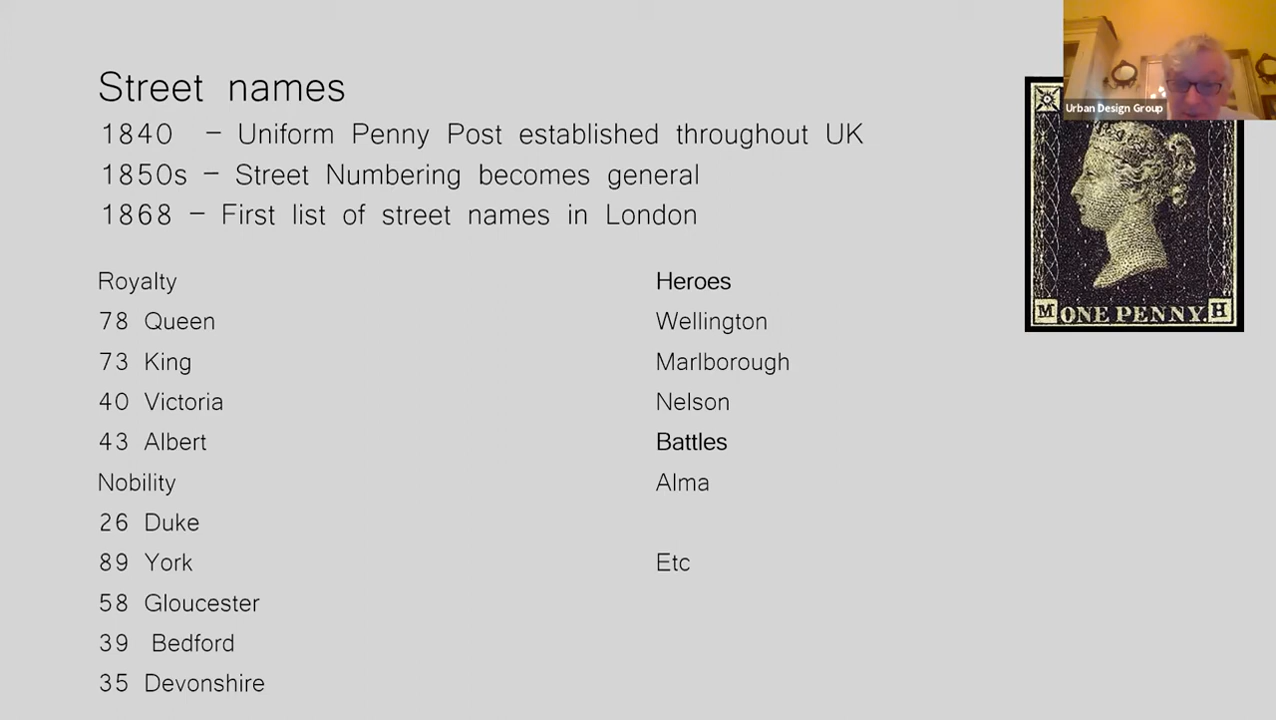 Street names
1840 – Uniform Penny Post established throughout UK
1850s – Street Numbering becomes general
1868 – First list of street names in London
Royalty
78 Queen
73 King
40 Victoria
43 Albert
Nobility
26 Duke
89 York
58 Gloucester
39 Bedford
35 Devonshire
Heroes
Wellington
Marlborough
Nelson
Battles
Alma
Etc
Urban Design Group
M ONE PENNY. H